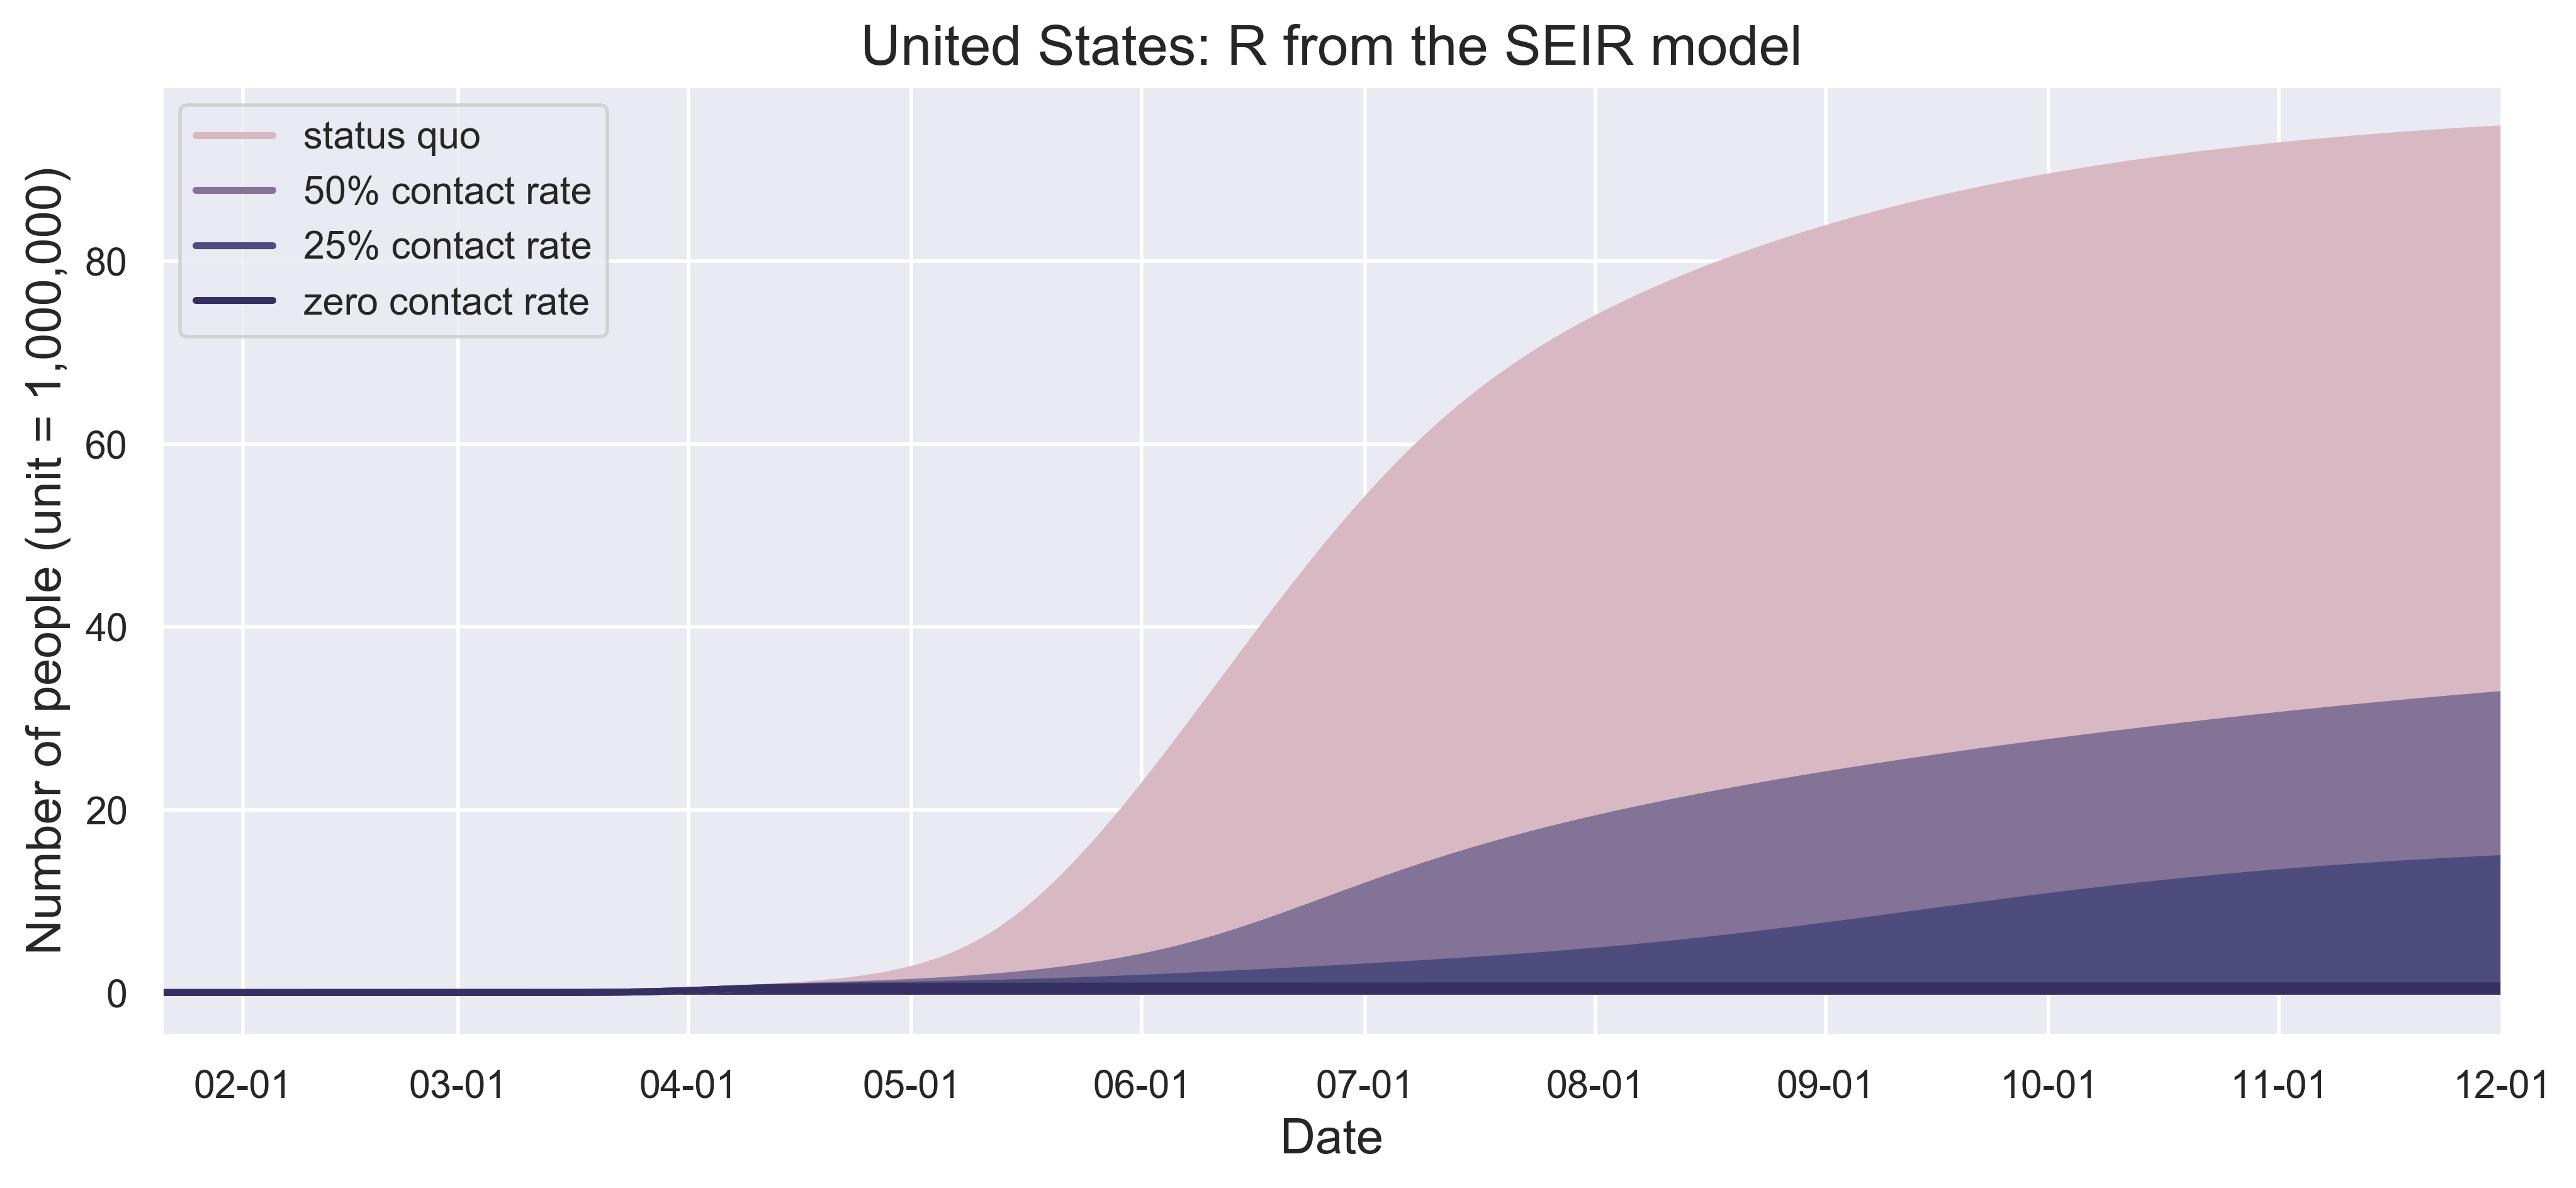 United States: R from the SEIR model
status quo
50% contact rate
25% contact rate
zero contact rate
Number of people (unit = 1,000,000)
80
60
40
20
0
02-01 03-01 04-01 05-01 06-01 07-01 08-01 09-01 10-01 11-01 12-01
Date